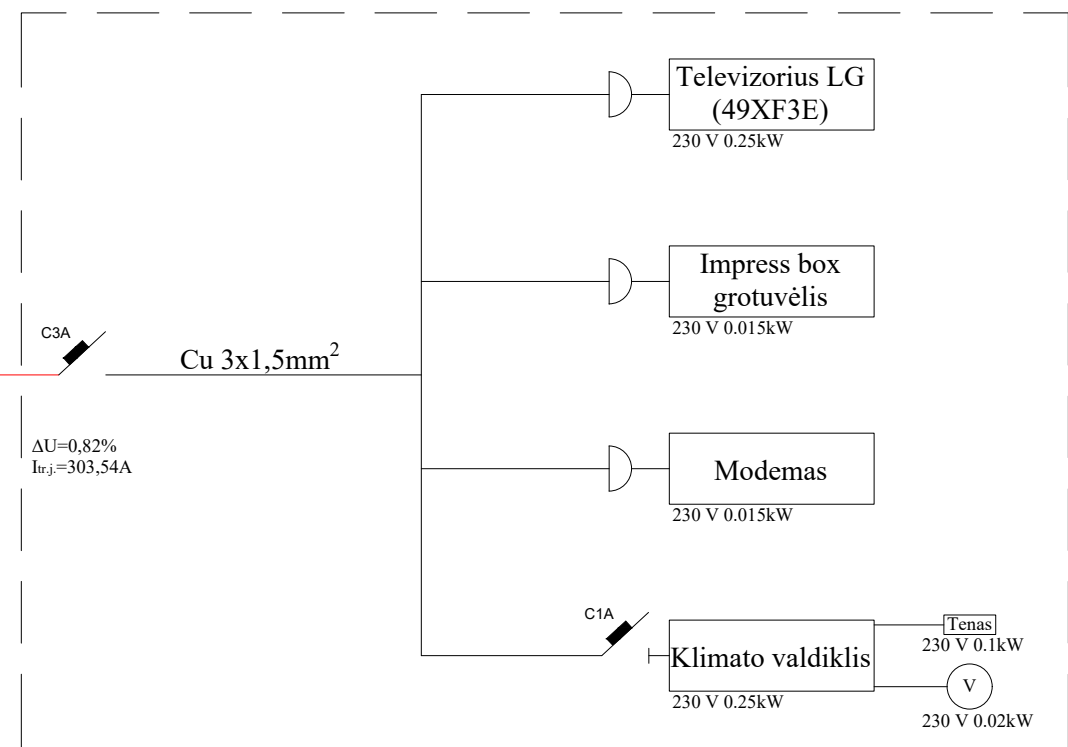 Televizorius LG
(49XF3E)
230 V 0.25kW
Impress box
grotuvėlis
230 V 0.015kW
C3A
Cu 3x1,5mm²
ΔU=0,82%
Itr.j.=303,54A
Modemas
230 V 0.015kW
C1A
Klimato valdiklis
230 V 0.25kW
Tenas
230 V 0.1kW
V
230 V 0.02kW